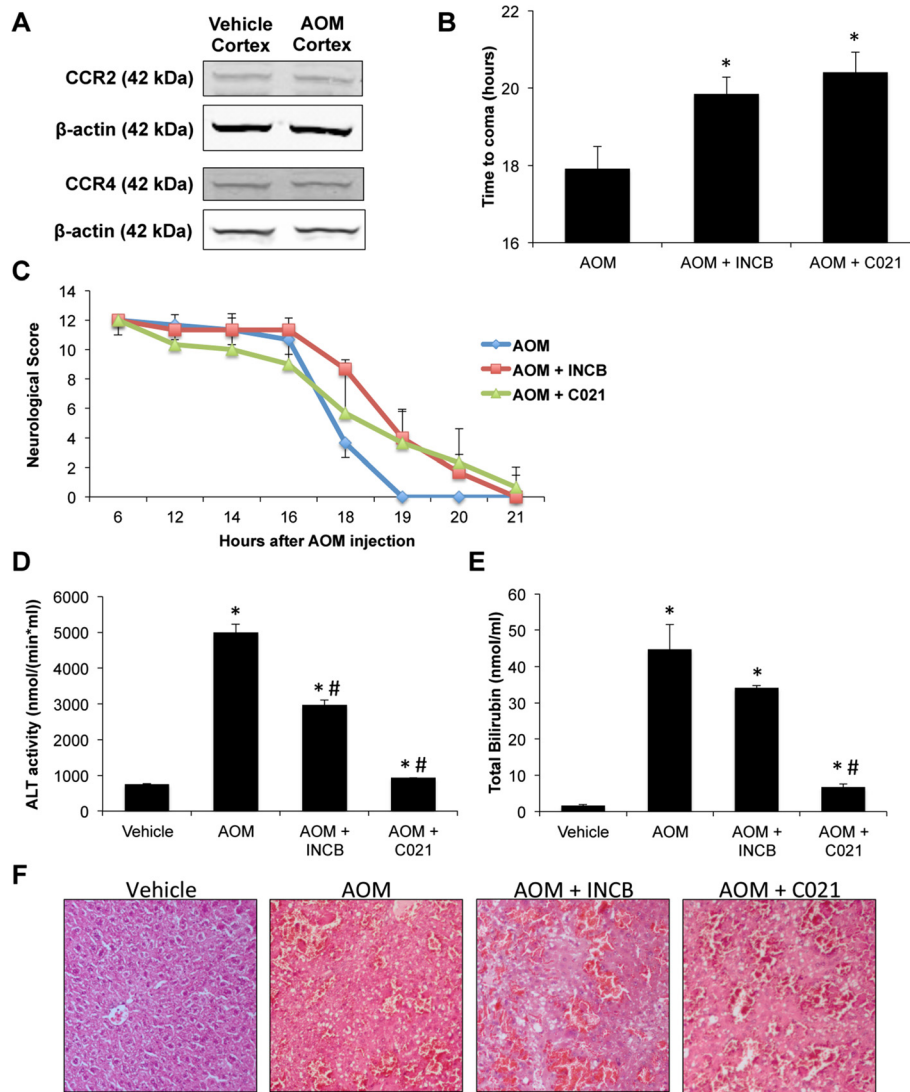 A
Vehicle Cortex
AOM Cortex
CCR2 (42 kDa)
β-actin (42 kDa)
CCR4 (42 kDa)
β-actin (42 kDa)
B
Time to coma (hours)
22
20
18
16
*
*
AOM
AOM + INCB
AOM + C021
C
Neurological Score
14
12
10
8
6
4
2
0
6 12 14 16 18 19 20 21
Hours after AOM injection
AOM
AOM + INCB
AOM + C021
D
ALT activity (nmol/(min*ml))
6000
5000
4000
3000
2000
1000
0
*
* #
* #
Vehicle
AOM
AOM + INCB
AOM + C021
E
Total Bilirubin (nmol/ml)
60
50
40
30
20
10
0
*
*
* #
Vehicle
AOM
AOM + INCB
AOM + C021
F
Vehicle
AOM
AOM + INCB
AOM + C021